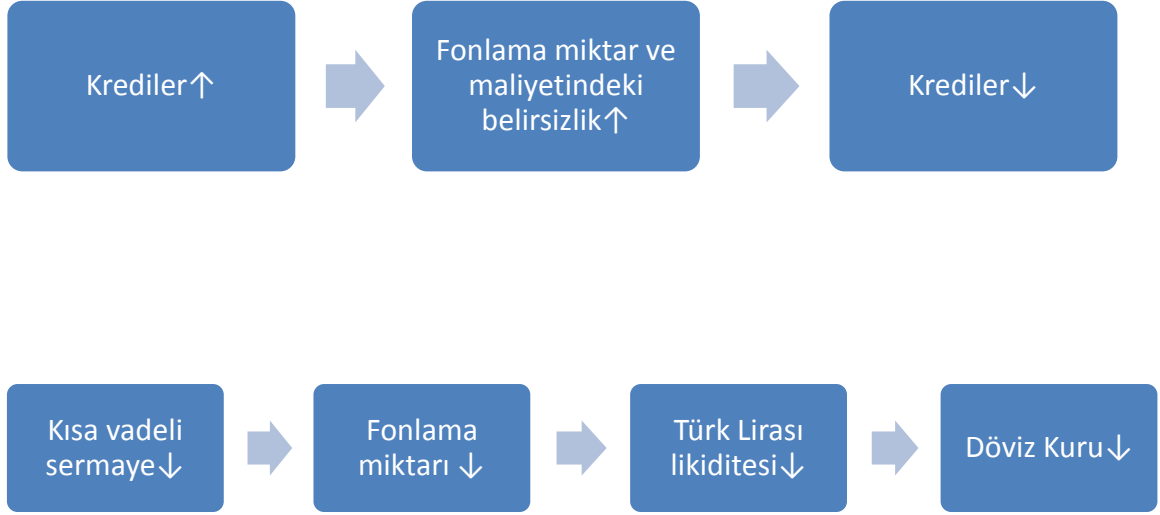 Krediler↑
Fonlama miktar ve
maliyetindeki
belirsizlik↑
Krediler↓
Kısa vadeli
sermaye↓
Fonlama
miktarı ↓
Türk Lirası
likiditesi↓
Döviz Kuru↓